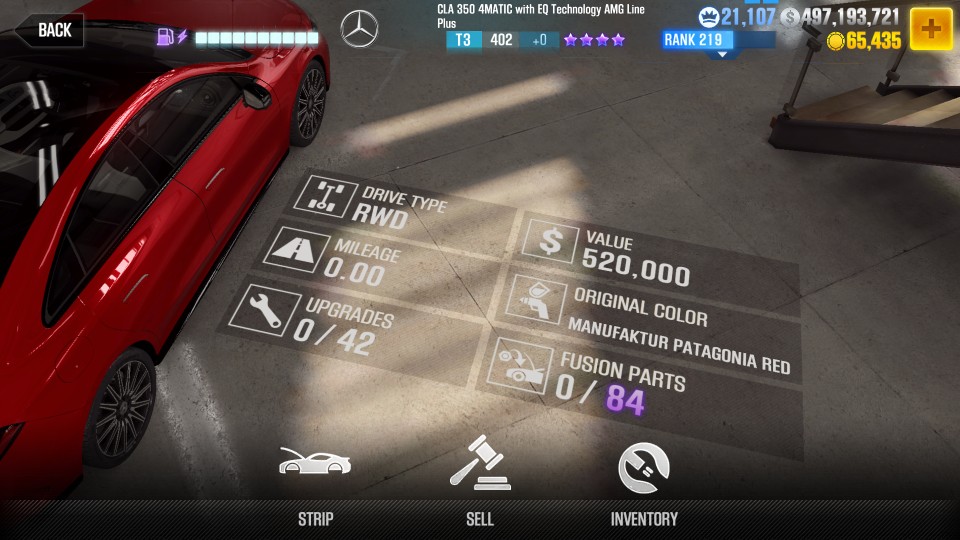 BACK
CLA 350 4MATIC with EQ Technology AMG Line
Plus
T3 402 +0
21,107
497,193,721
RANK 219
65,435
DRIVE TYPE
RWD
MILEAGE
0.00
UPGRADES
0 / 42
VALUE
520,000
ORIGINAL COLOR
MANUFAKTUR PATAGONIA RED
FUSION PARTS
0 / 84
STRIP
SELL
INVENTORY